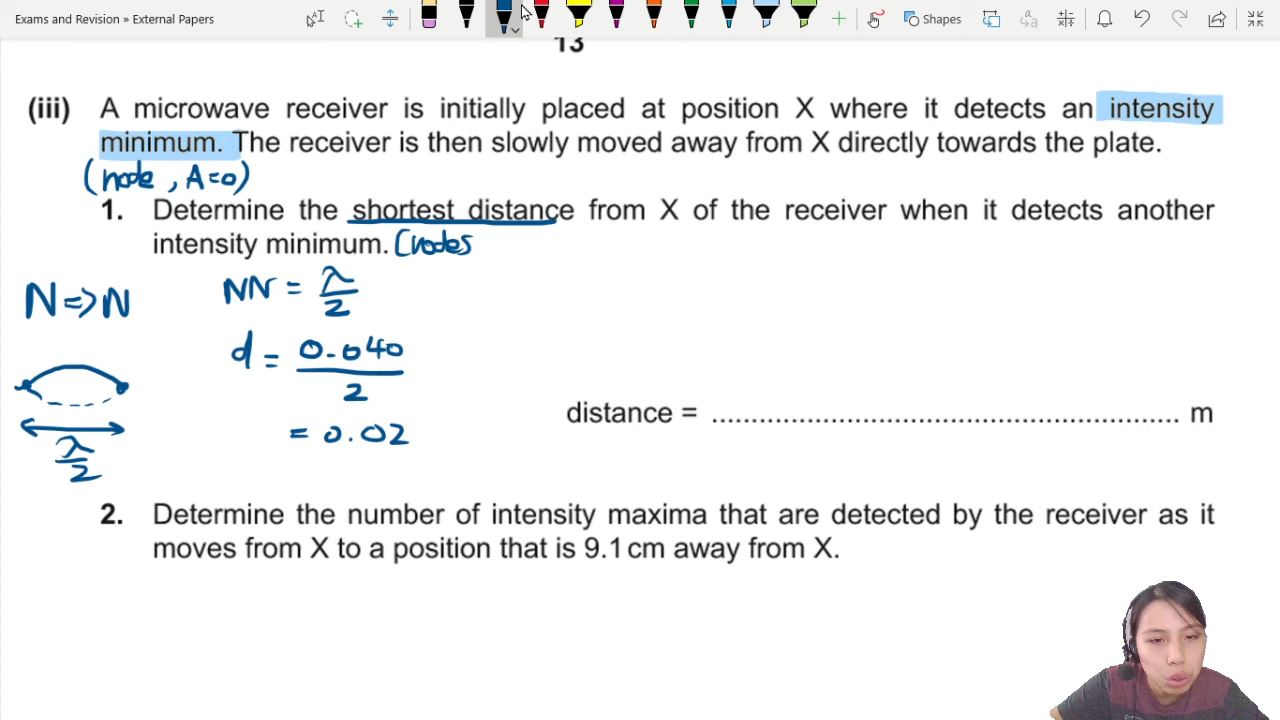 Exams and Revision » External Papers
Shapes
13
(iii) A microwave receiver is initially placed at position X where it detects an intensity
minimum. The receiver is then slowly moved away from X directly towards the plate.
(node, A=0)
1. Determine the shortest distance from X of the receiver when it detects another
intensity minimum. (nodes
N=>N
NN = λ/2
d = 0.040/2
= 0.02
λ/2
distance = ............................................................ m
2. Determine the number of intensity maxima that are detected by the receiver as it
moves from X to a position that is 9.1 cm away from X.